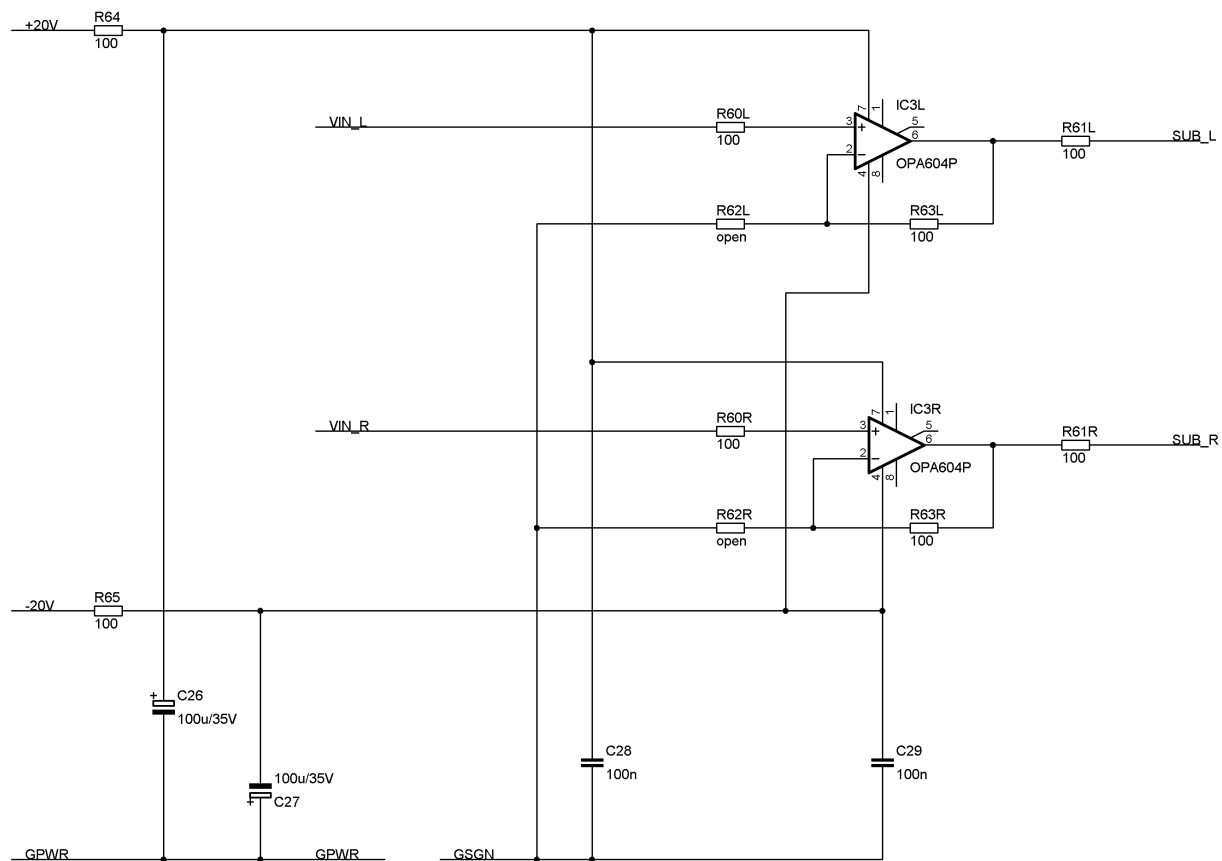 +20V
R64
100
VIN_L
R60L
100
7
1
IC3L
3
+
5
6
2
−
4
8
OPA604P
R61L
100
SUB_L
R62L
open
R63L
100
VIN_R
R60R
100
7
1
IC3R
3
+
5
6
2
−
4
8
OPA604P
R61R
100
SUB_R
R62R
open
R63R
100
-20V
R65
100
+
C26
100u/35V
100u/35V
+
C27
C28
100n
C29
100n
GPWR
GPWR
GSGN